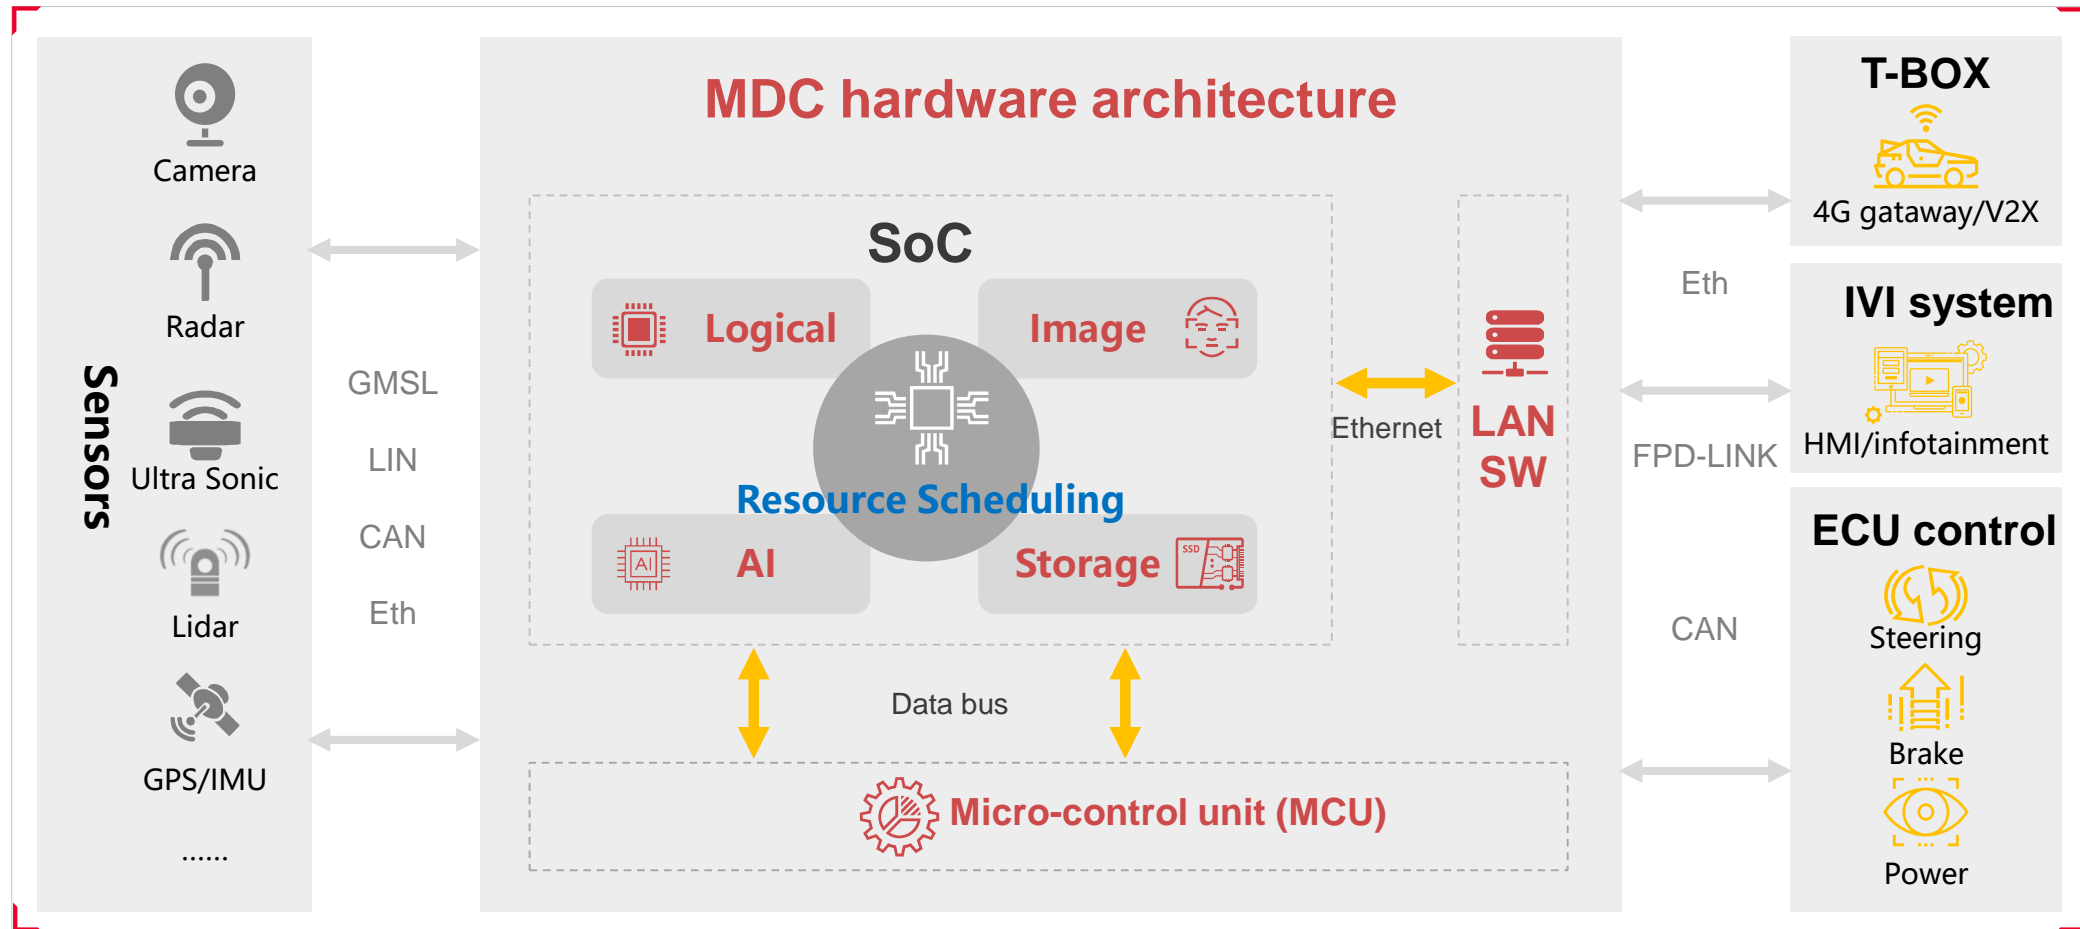 Sensors
Camera
Radar
Ultra Sonic
Lidar
GPS/IMU
......
GMSL
LIN
CAN
Eth
MDC hardware architecture
SoC
Logical
Image
Resource Scheduling
AI
AI
Storage
SSD
Ethernet
LAN
SW
Data bus
Micro-control unit (MCU)
Eth
FPD-LINK
CAN
T-BOX
4G gataway/V2X
IVI system
HMI/infotainment
ECU control
Steering
Brake
Power